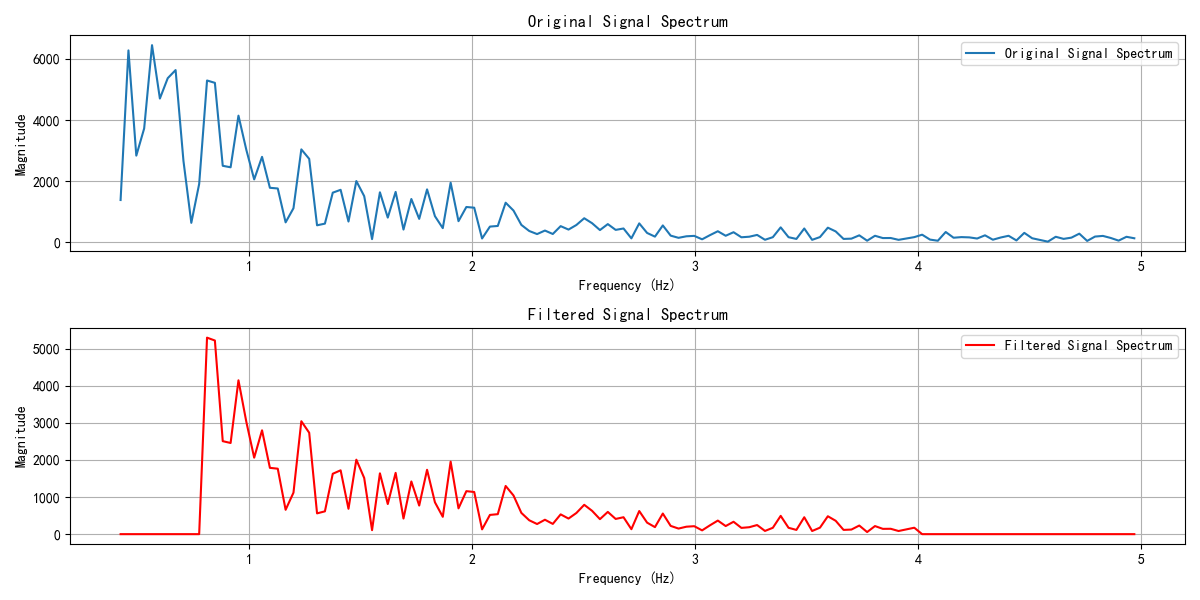 Original Signal Spectrum
Original Signal Spectrum
Magnitude
6000
4000
2000
0
1 2 3 4 5
Frequency (Hz)
Filtered Signal Spectrum
Filtered Signal Spectrum
Magnitude
5000
4000
3000
2000
1000
0
1 2 3 4 5
Frequency (Hz)